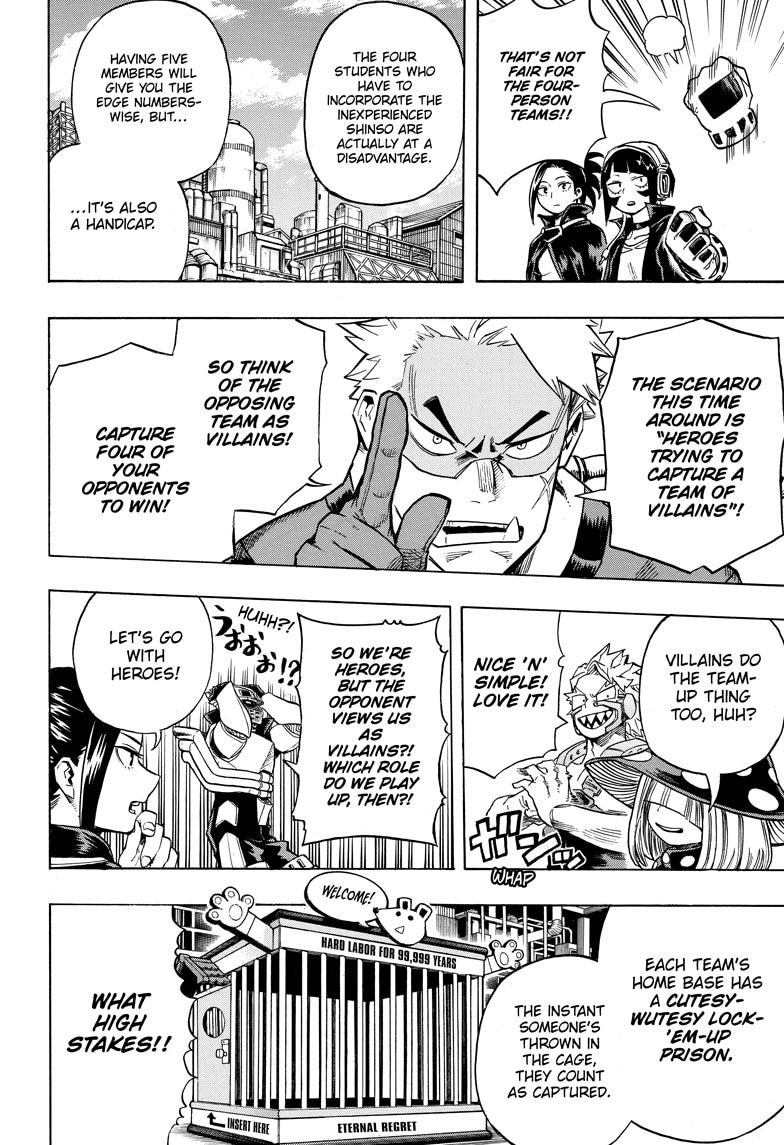 THAT'S NOT
FAIR FOR
THE FOUR-
PERSON
TEAMS!!
THE FOUR
STUDENTS WHO
HAVE TO
INCORPORATE THE
INEXPERIENCED
SHINSO ARE
ACTUALLY AT A
DISADVANTAGE.
HAVING FIVE
MEMBERS WILL
GIVE YOU THE
EDGE NUMBERS-
WISE, BUT...
...IT'S ALSO
A HANDICAP.
THE SCENARIO
THIS TIME
AROUND IS
"HEROES
TRYING TO
CAPTURE A
TEAM OF
VILLAINS"!
SO THINK
OF THE
OPPOSING
TEAM AS
VILLAINS!
CAPTURE
FOUR OF
YOUR
OPPONENTS
TO WIN!
VILLAINS DO
THE TEAM-
UP THING
TOO, HUH?
NICE 'N'
SIMPLE!
LOVE IT!
ガンッ
WHAP
SO WE'RE
HEROES,
BUT THE
OPPONENT
VIEWS US
AS
VILLAINS?!
WHICH ROLE
DO WE PLAY
UP, THEN?!
HUHH?!
うおおお!?
LET'S GO
WITH
HEROES!
EACH TEAM'S
HOME BASE HAS
A CUTESY-
WUTESY LOCK-
'EM-UP
PRISON.
THE INSTANT
SOMEONE'S
THROWN IN
THE CAGE,
THEY COUNT
AS CAPTURED.
WELCOME!
HARD LABOR FOR 99,999 YEARS
INSERT HERE
ETERNAL REGRET
WHAT
HIGH
STAKES!!